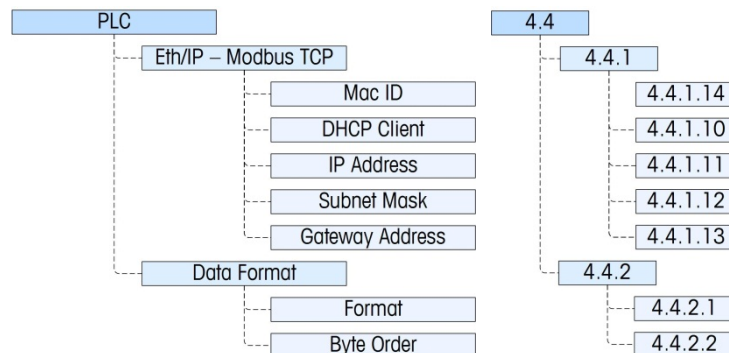 PLC 4.4
Eth/IP – Modbus TCP 4.4.1
Mac ID 4.4.1.14
DHCP Client 4.4.1.10
IP Address 4.4.1.11
Subnet Mask 4.4.1.12
Gateway Address 4.4.1.13
Data Format 4.4.2
Format 4.4.2.1
Byte Order 4.4.2.2